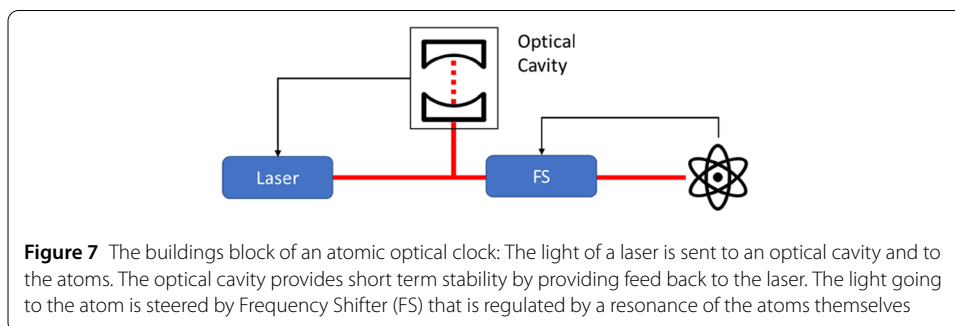 Optical
Cavity
Laser
FS
Figure 7 The buildings block of an atomic optical clock: The light of a laser is sent to an optical cavity and to
the atoms. The optical cavity provides short term stability by providing feed back to the laser. The light going
to the atom is steered by Frequency Shifter (FS) that is regulated by a resonance of the atoms themselves